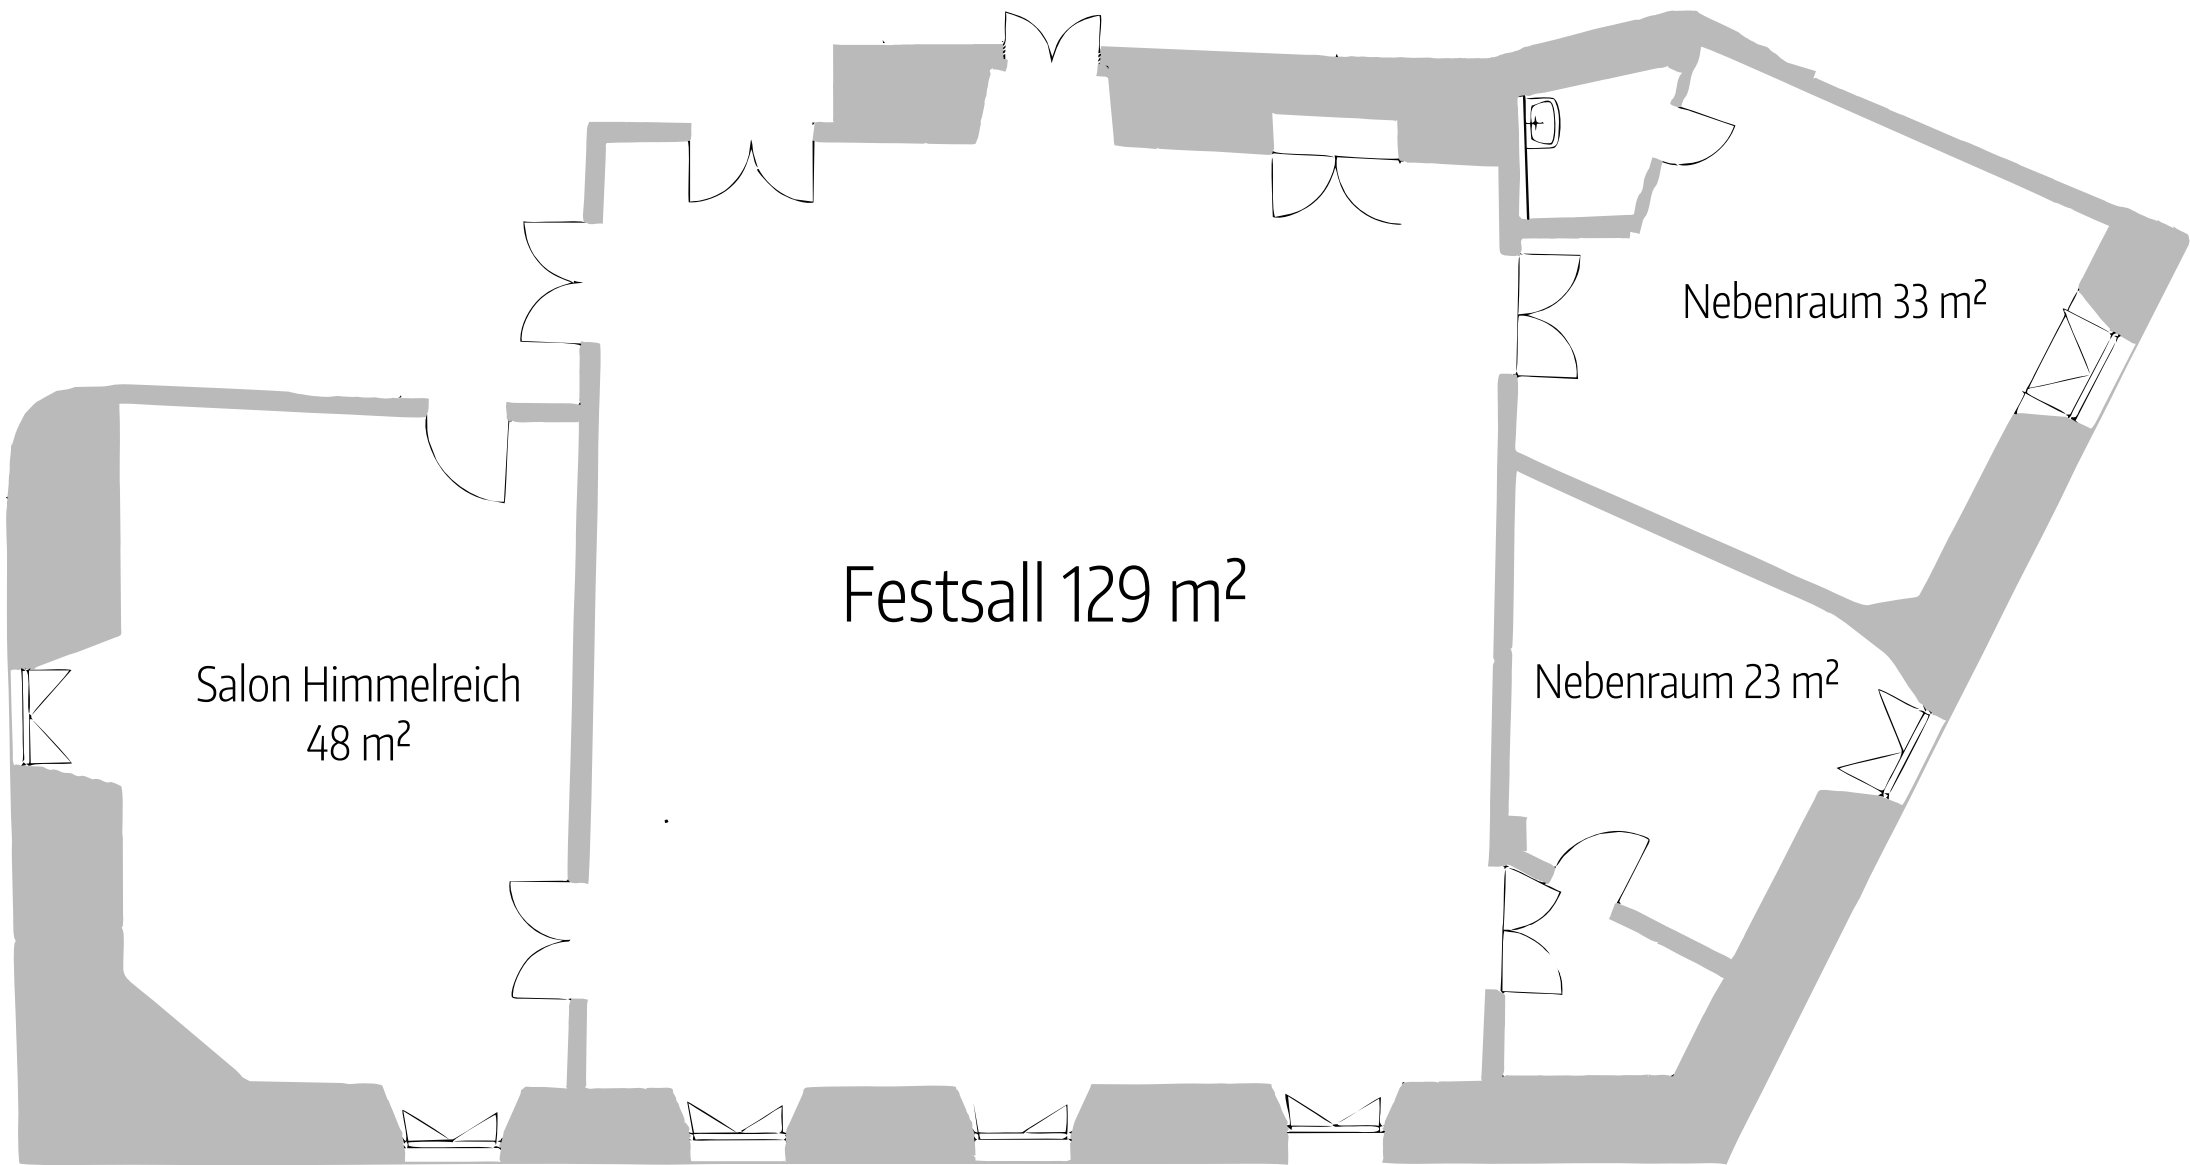 Nebenraum 33 m²
Festsall 129 m²
Salon Himmelreich
48 m²
Nebenraum 23 m²